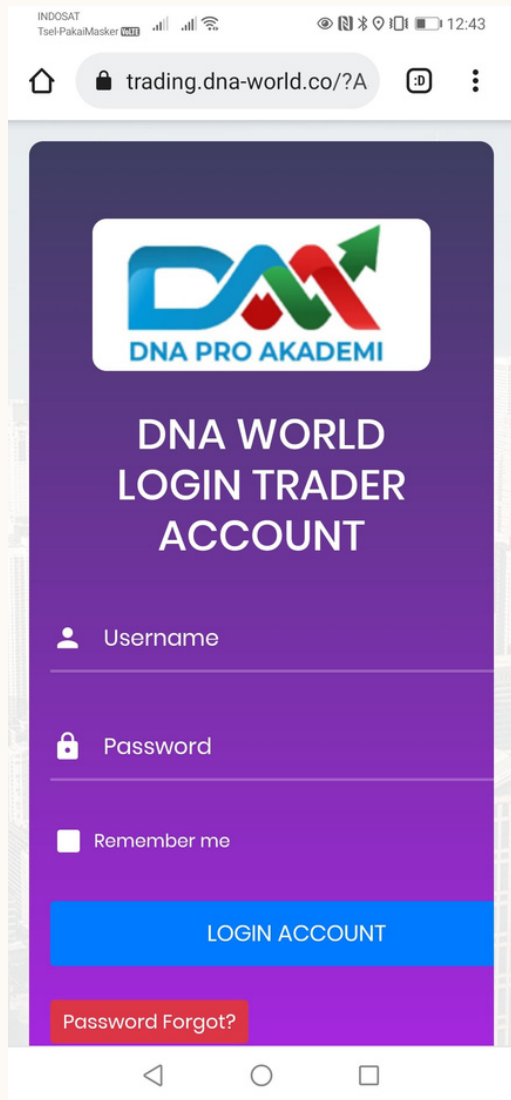 INDOSAT
Tsel-PakaiMasker VoLTE 12:43
trading.dna-world.co/?A :D
DNA PRO AKADEMI
DNA WORLD
LOGIN TRADER
ACCOUNT
Username
Password
Remember me
LOGIN ACCOUNT
Password Forgot?